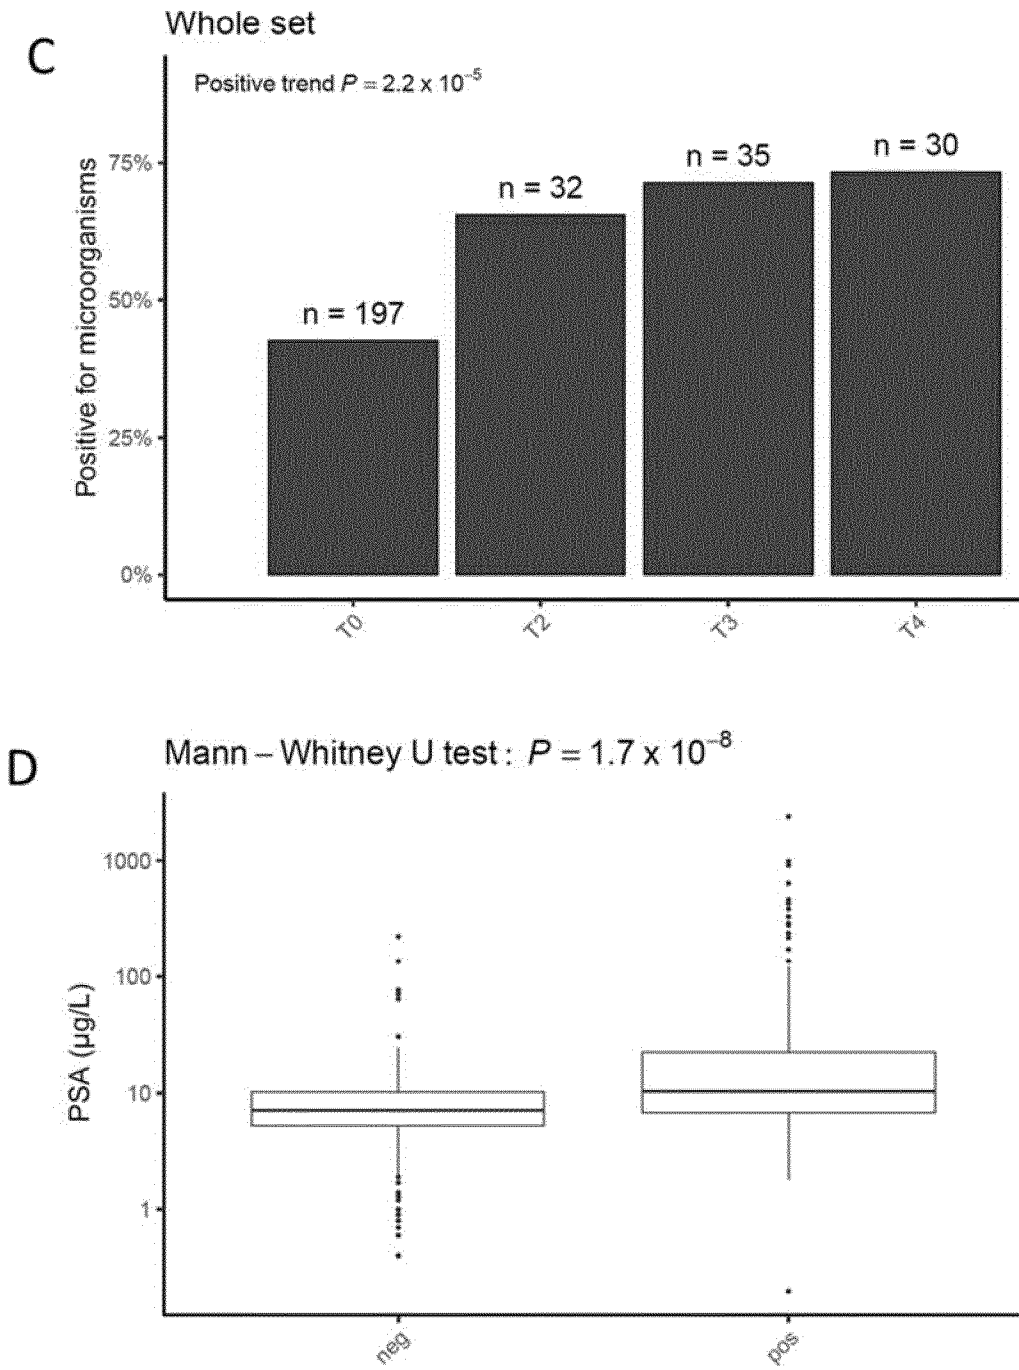 C
Whole set
Positive trend P = 2.2 x 10⁻⁵
Positive for microorganisms
75%
50%
25%
0%
n = 197
n = 32
n = 35
n = 30
T0
T2
T3
T4
D
Mann – Whitney U test : P = 1.7 x 10⁻⁸
PSA (µg/L)
1000
100
10
1
neg
pos